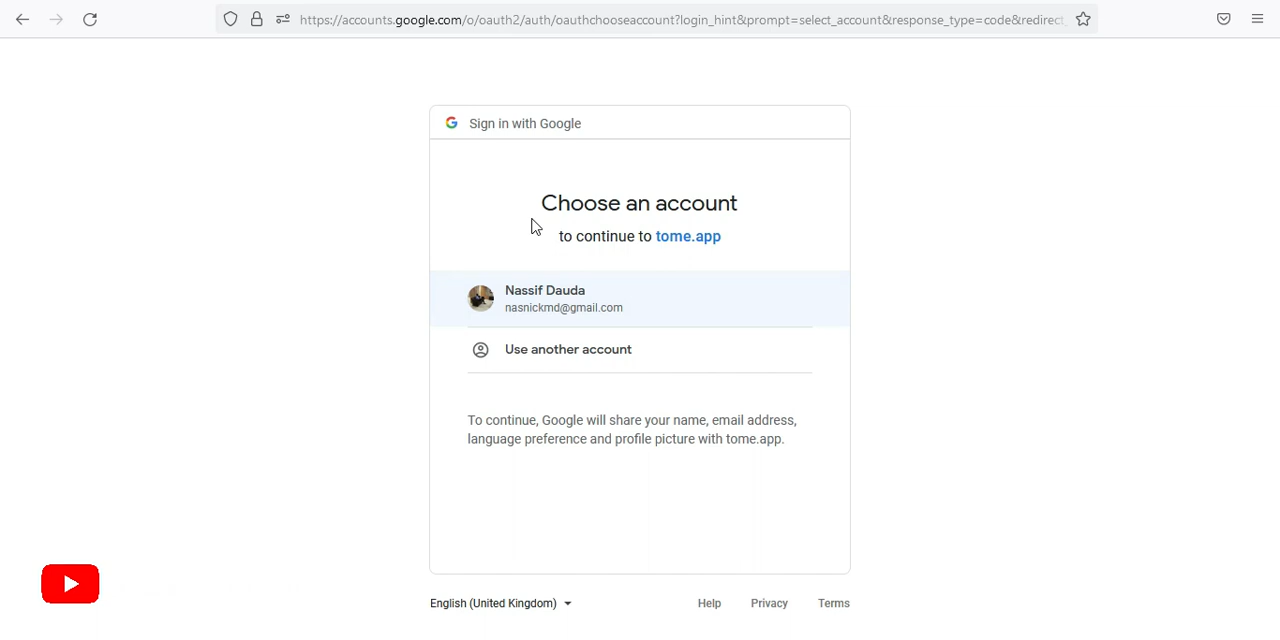 https://accounts.google.com/o/oauth2/auth/oauthchooseaccount?login_hint&prompt=select_account&response_type=code&redirect_
Sign in with Google
Choose an account
to continue to tome.app
Nassif Dauda
nasnickmd@gmail.com
Use another account
To continue, Google will share your name, email address,
language preference and profile picture with tome.app.
English (United Kingdom)
Help
Privacy
Terms